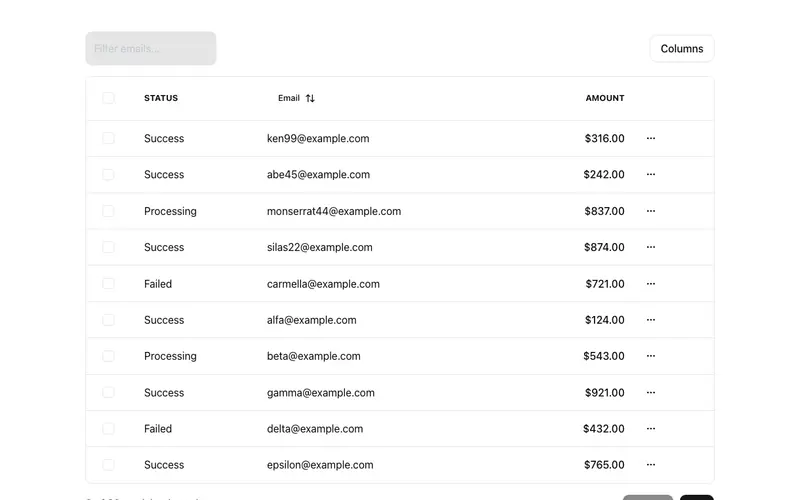 Filter emails...
Columns
STATUS Email AMOUNT
Success ken99@example.com $316.00 ...
Success abe45@example.com $242.00 ...
Processing monserrat44@example.com $837.00 ...
Success silas22@example.com $874.00 ...
Failed carmella@example.com $721.00 ...
Success alfa@example.com $124.00 ...
Processing beta@example.com $543.00 ...
Success gamma@example.com $921.00 ...
Failed delta@example.com $432.00 ...
Success epsilon@example.com $765.00 ...